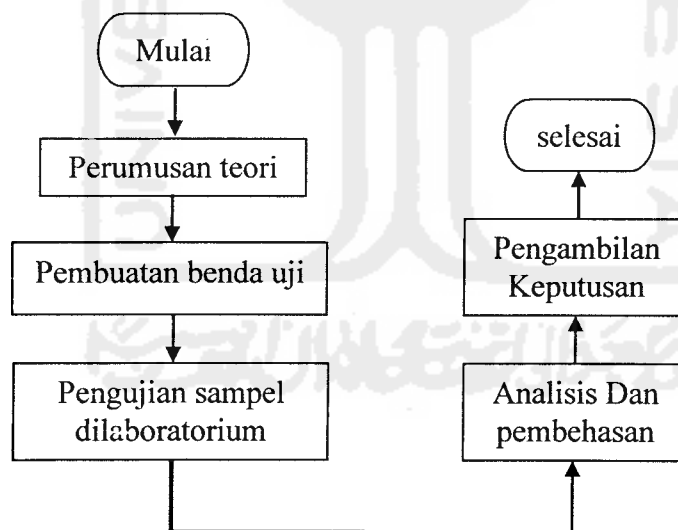 Mulai
Perumusan teori
Pembuatan benda uji
Pengujian sampel
dilaboratorium
Analisis Dan
pembehasan
Pengambilan
Keputusan
selesai